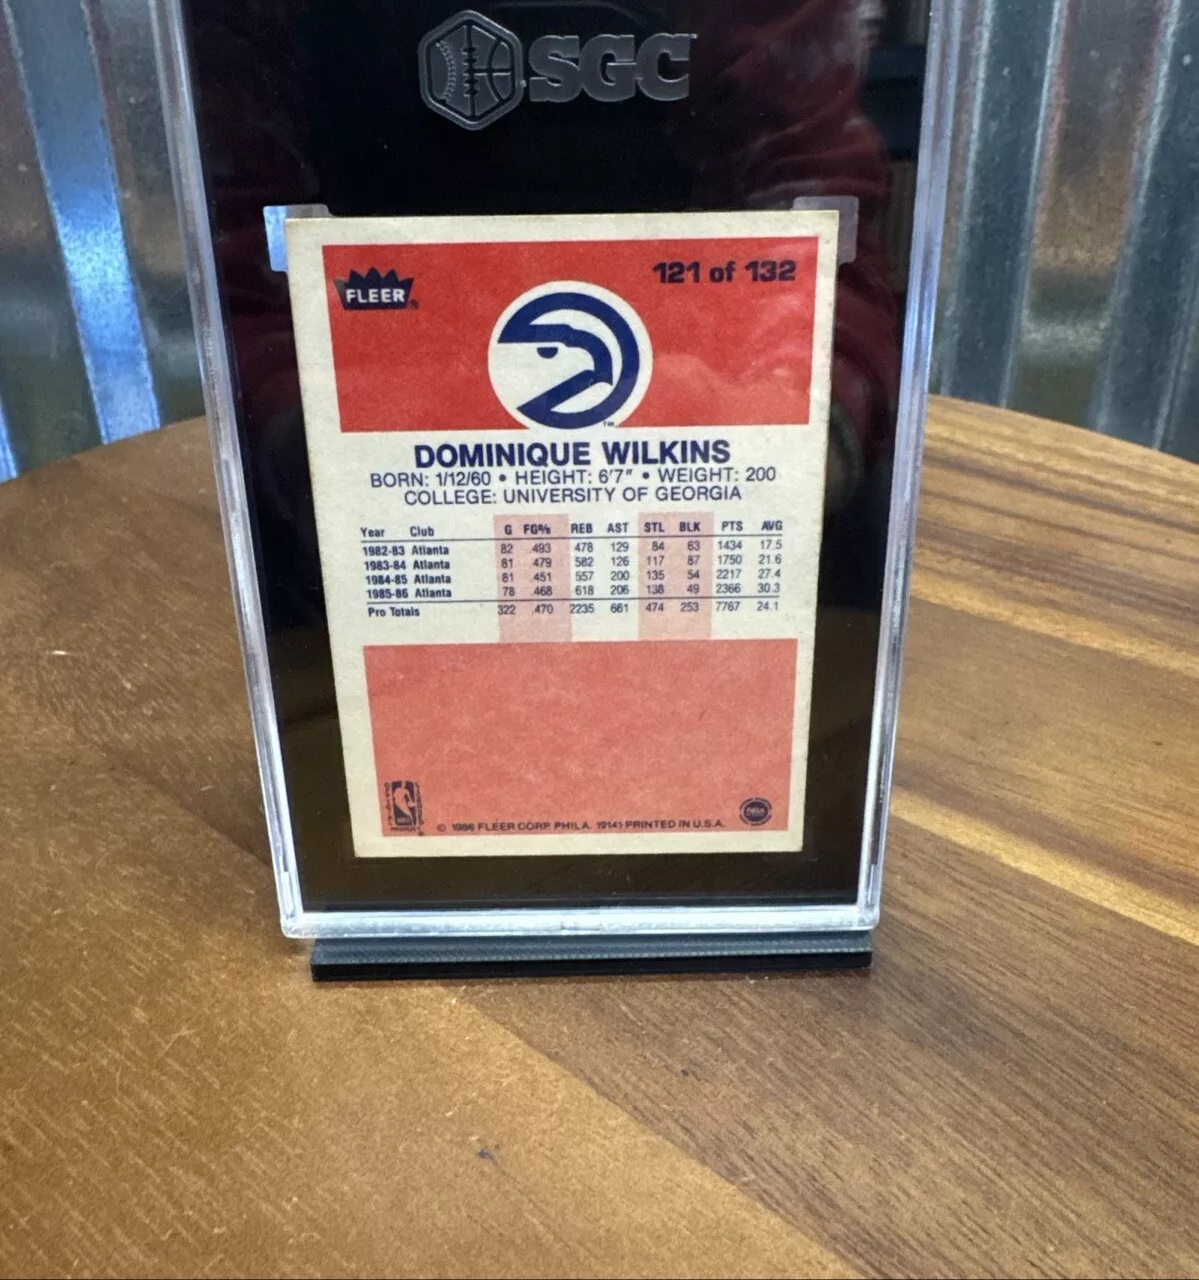 SGC
FLEER®
121 of 132
TM
DOMINIQUE WILKINS
BORN: 1/12/60 • HEIGHT: 6'7" • WEIGHT: 200
COLLEGE: UNIVERSITY OF GEORGIA
Year Club G FG% REB AST STL BLK PTS AVG
1982-83 Atlanta 82 .493 478 129 84 63 1434 17.5
1983-84 Atlanta 81 .479 582 126 117 87 1750 21.6
1984-85 Atlanta 81 .451 557 200 135 54 2217 27.4
1985-86 Atlanta 78 .468 618 206 138 49 2366 30.3
Pro Totals 322 .470 2235 661 474 253 7767 24.1
© 1986 FLEER CORP. PHILA. 19141 PRINTED IN U.S.A.